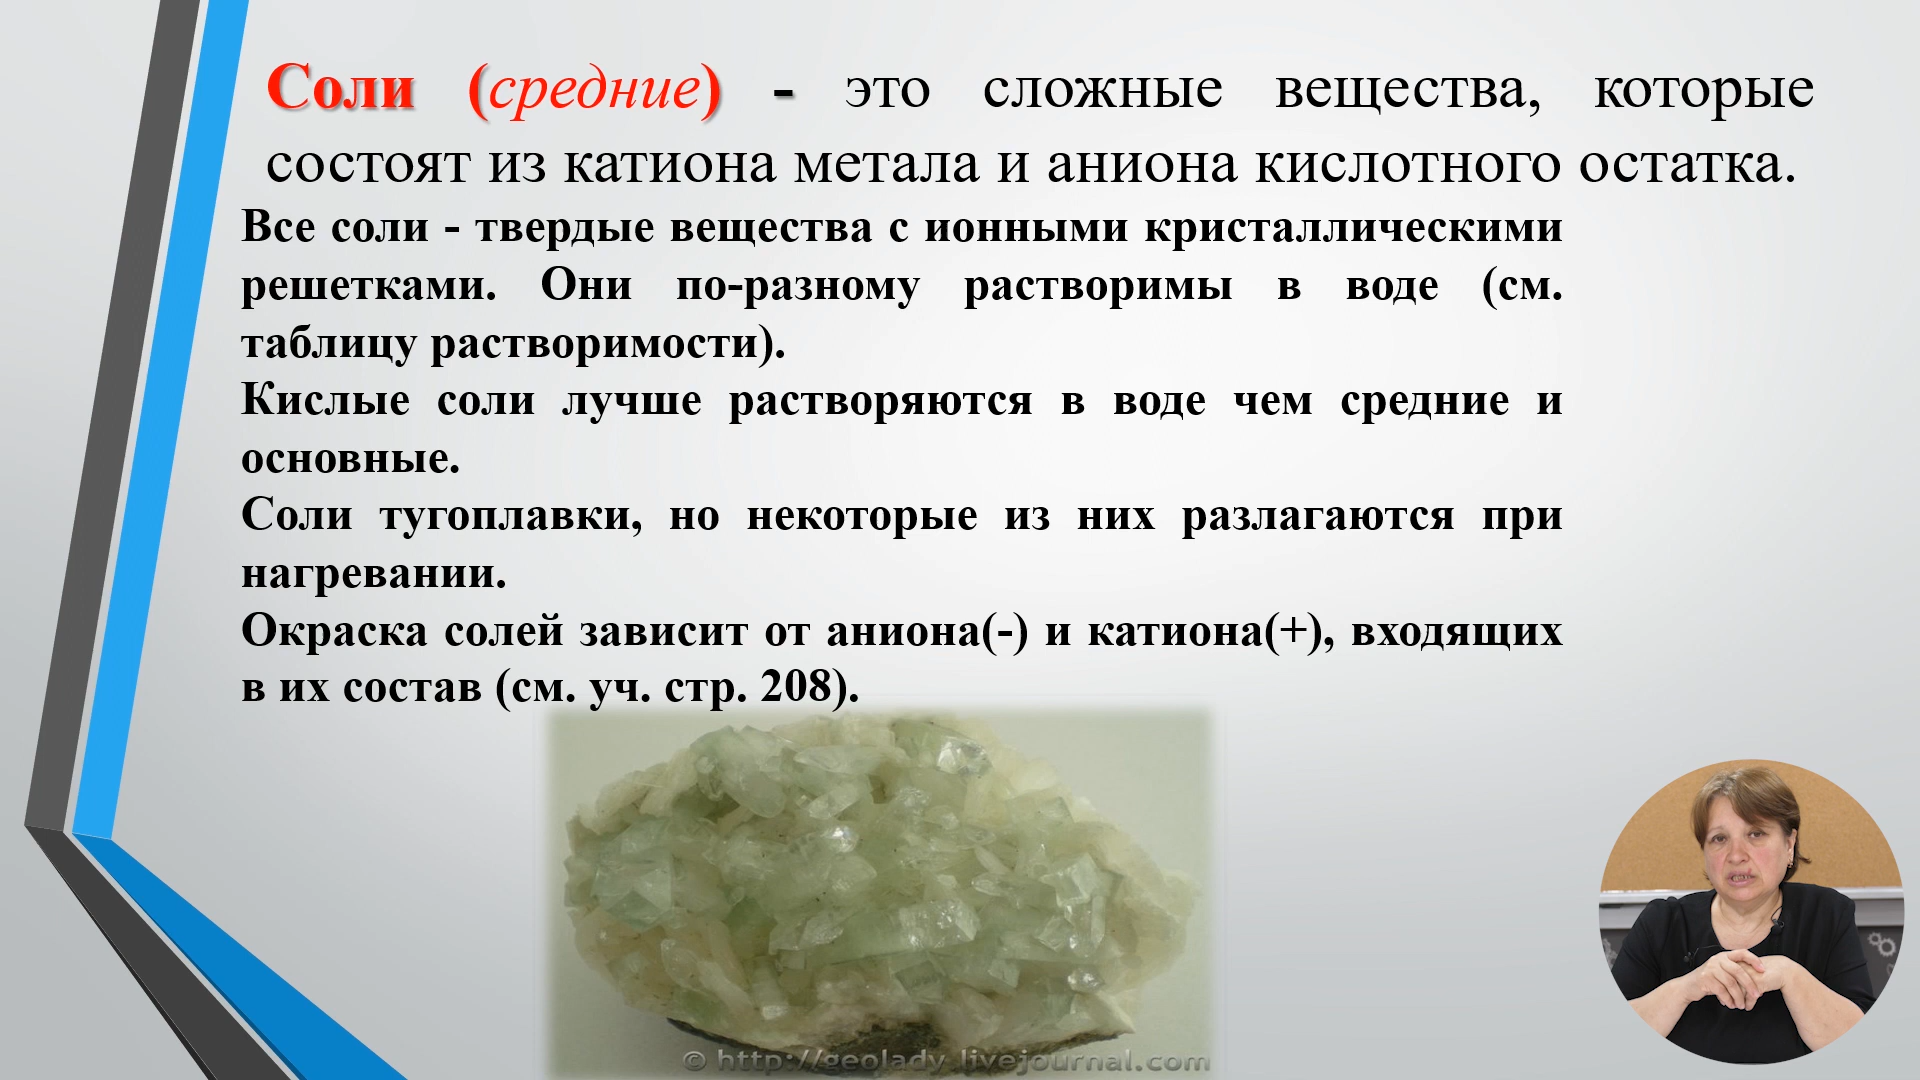 Соли (средние) - это сложные вещества, которые
состоят из катиона метала и аниона кислотного остатка.
Все соли - твердые вещества с ионными кристаллическими
решетками. Они по-разному растворимы в воде (см.
таблицу растворимости).
Кислые соли лучше растворяются в воде чем средние и
основные.
Соли тугоплавки, но некоторые из них разлагаются при
нагревании.
Окраска солей зависит от аниона(-) и катиона(+), входящих
в их состав (см. уч. стр. 208).
© http://geolady.livejournal.com